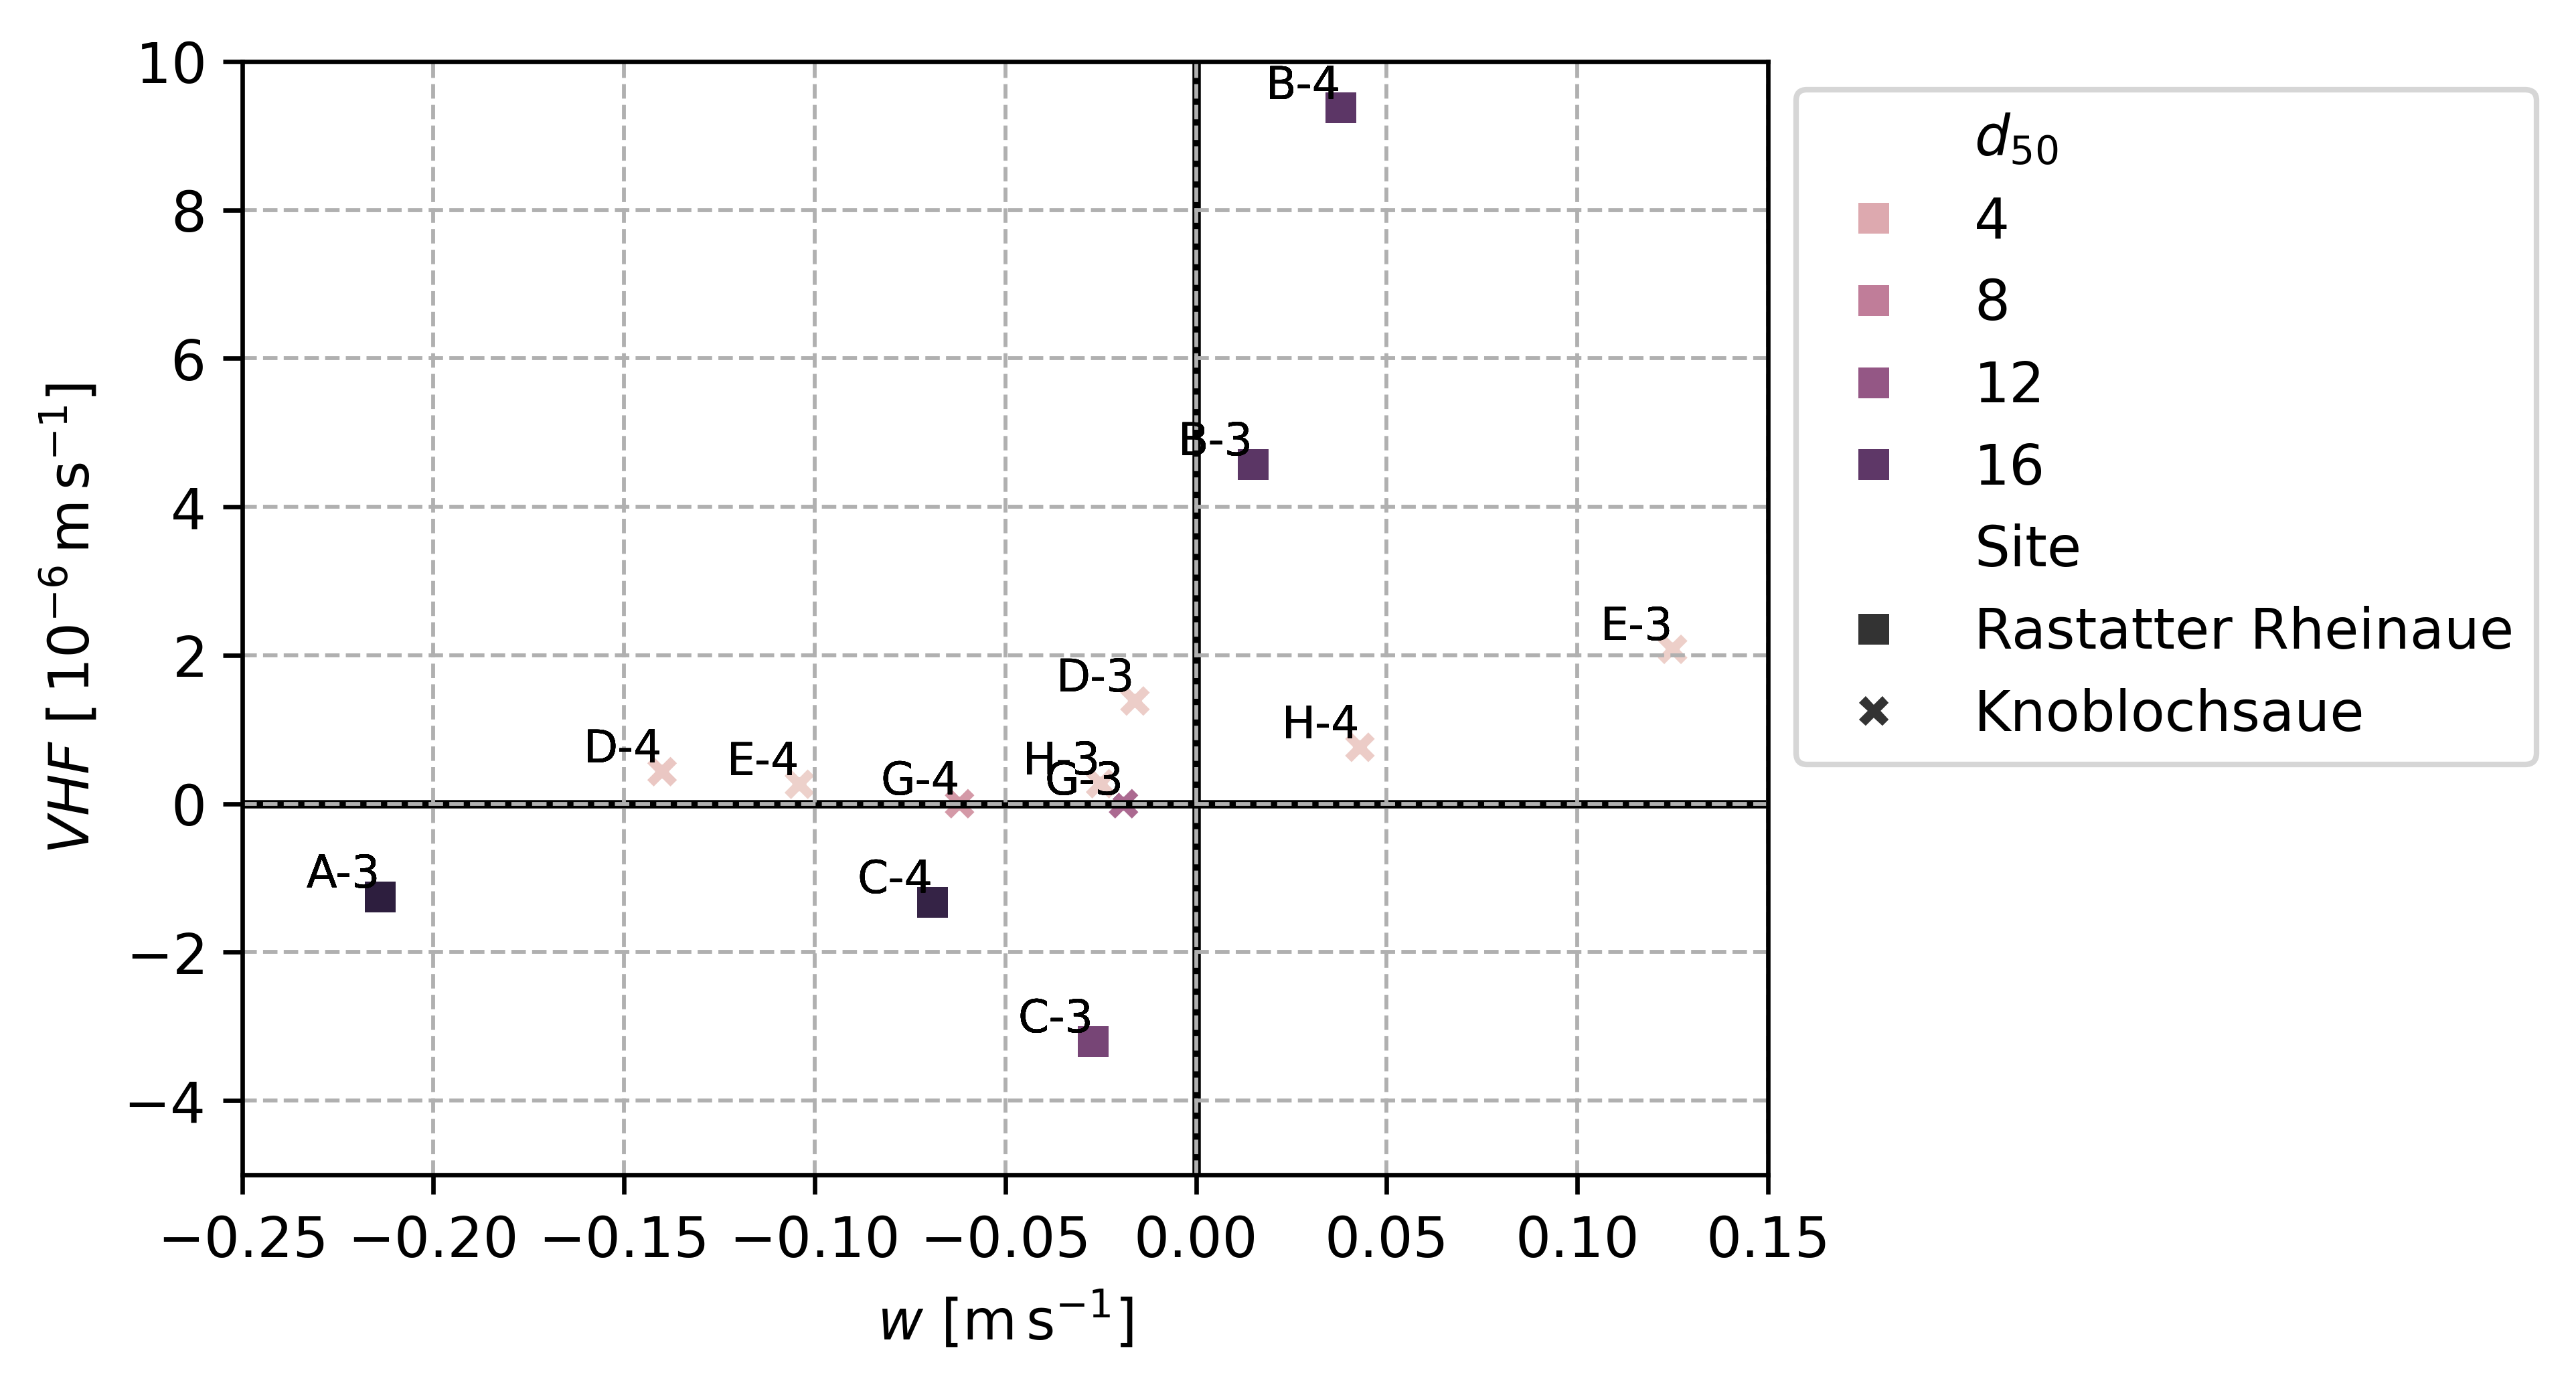 10
8
6
4
2
0
−2
−4
VHF [10⁻⁶ m s⁻¹]
B-4
B-3
E-3
D-3
H-4
D-4
E-4
H-3
G-4
G-3
A-3
C-4
C-3
−0.25 −0.20 −0.15 −0.10 −0.05 0.00 0.05 0.10 0.15
w [m s⁻¹]
d₅₀
4
8
12
16
Site
Rastatter Rheinaue
Knoblochsaue